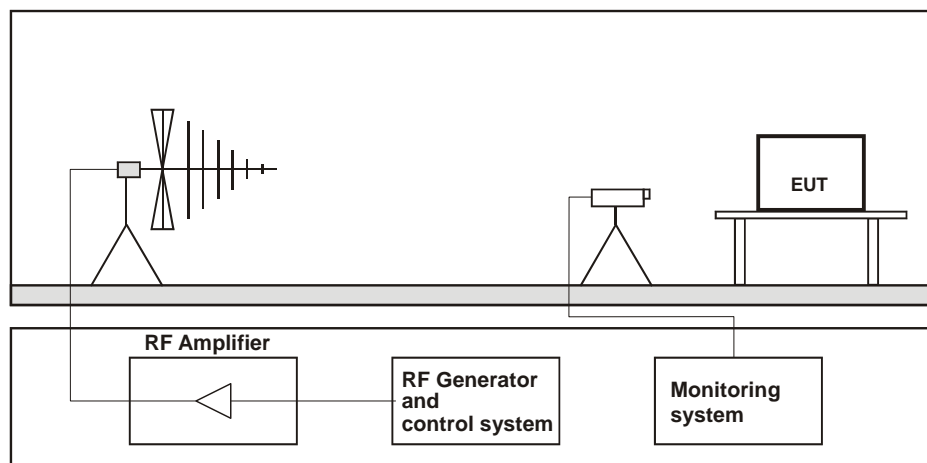 EUT
RF Amplifier
RF Generator
and
control system
Monitoring
system